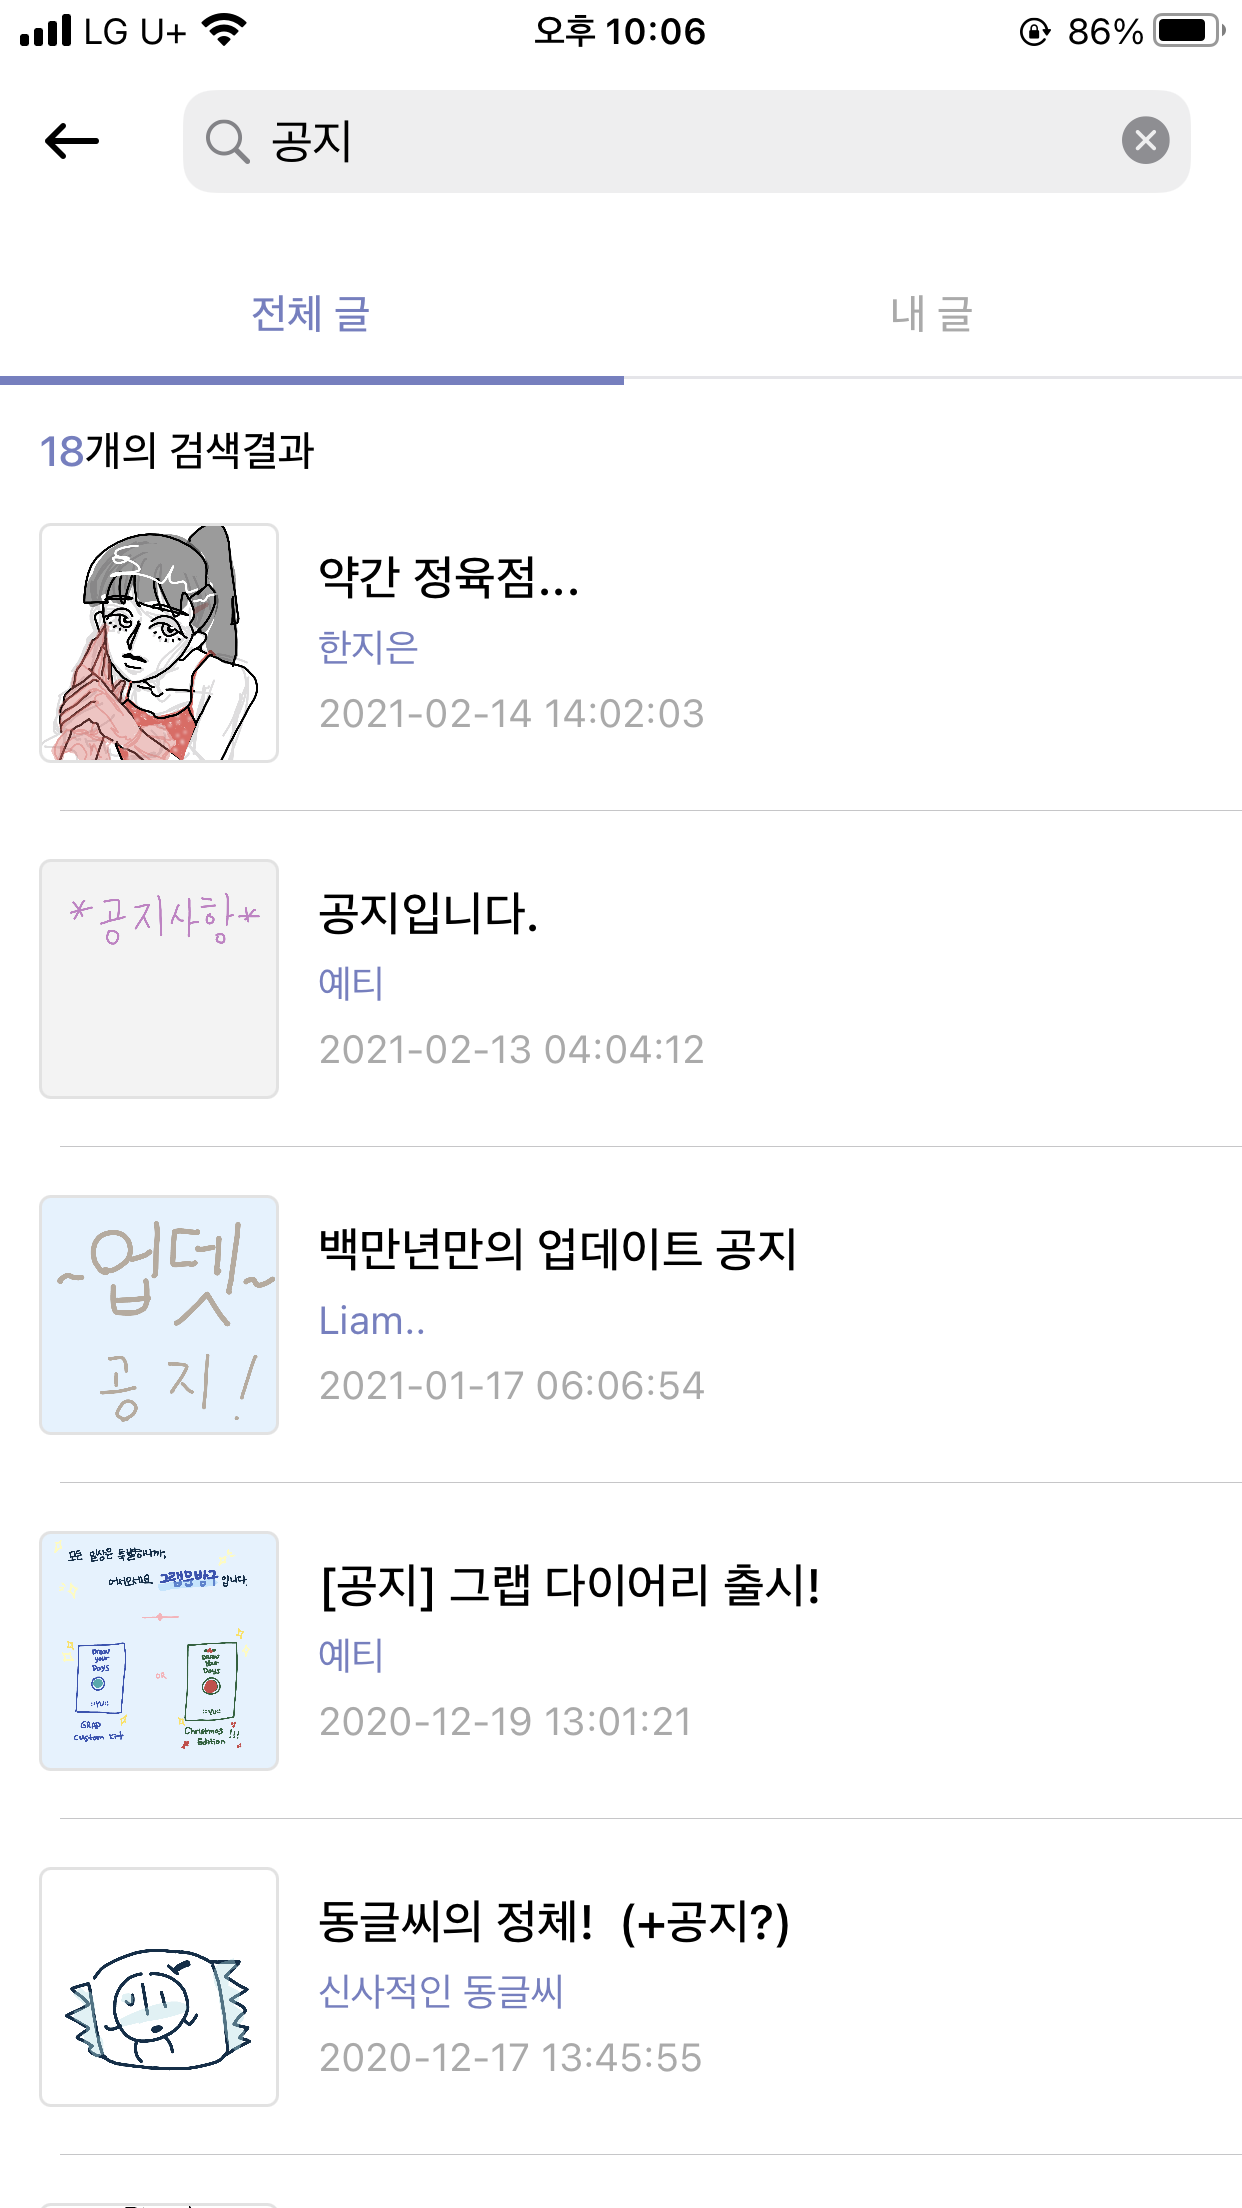 LG U+ 오후 10:06 86%
공지
전체 글 내 글
18개의 검색결과
약간 정육점...
한지은
2021-02-14 14:02:03
*공지사항*
공지입니다.
예티
2021-02-13 04:04:12
~업뎃~
공지!
백만년만의 업데이트 공지
Liam..
2021-01-17 06:06:54
모든 일상은 특별하니까,
어서오세요 그랩문방구 입니다.
Draw
your
Days
OR
Draw
Your
Days
GRAP
Custom
Christmas
Edition
!!!
[공지] 그랩 다이어리 출시!
예티
2020-12-19 13:01:21
동글씨의 정체! (+공지?)
신사적인 동글씨
2020-12-17 13:45:55